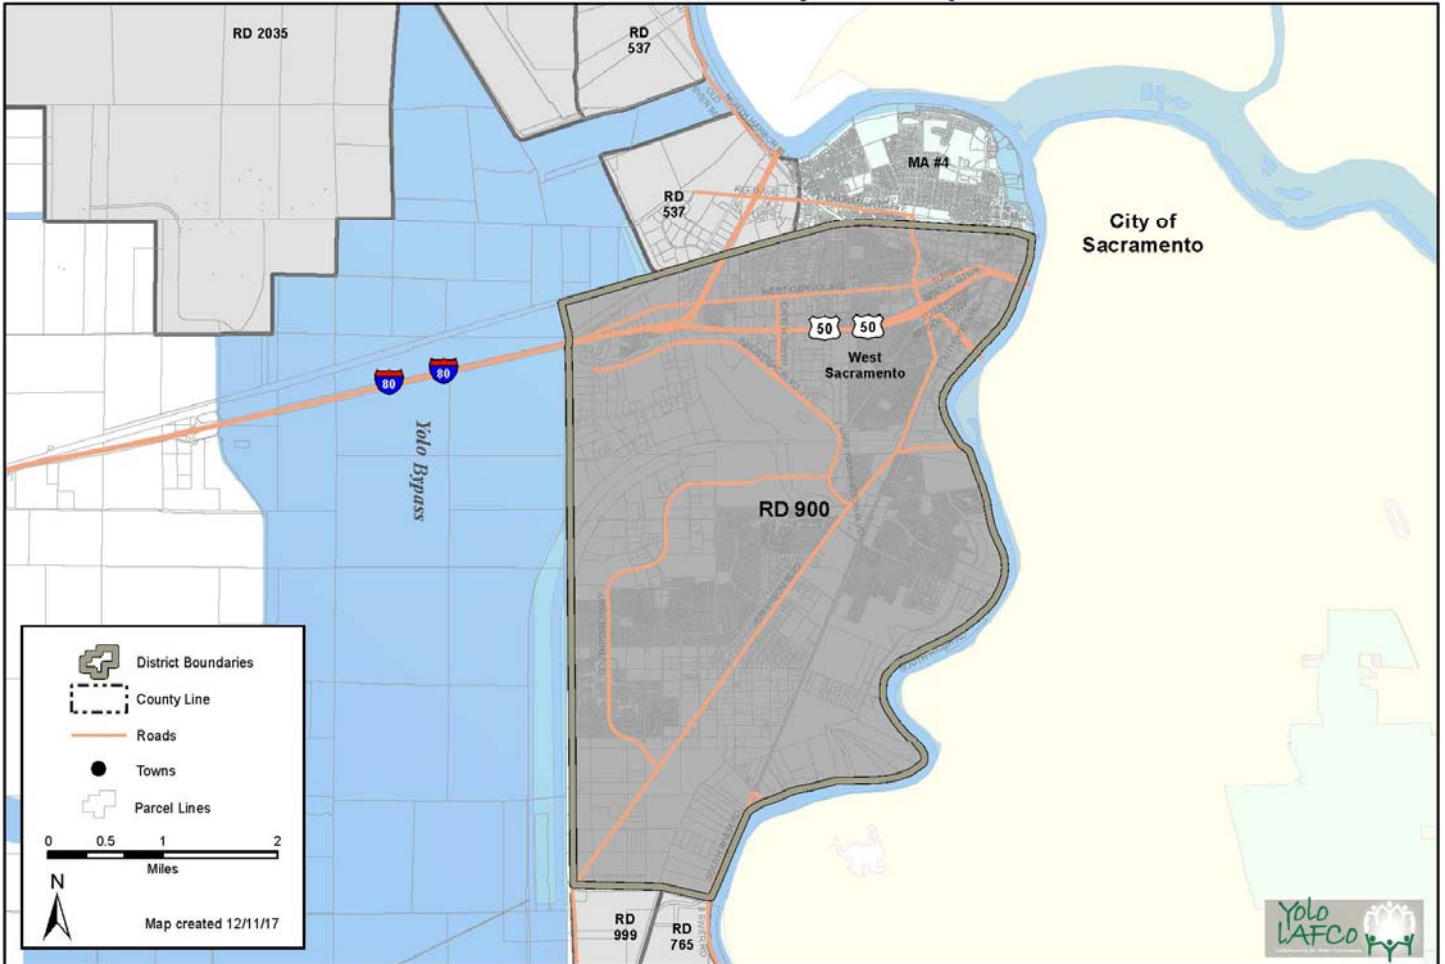 RD 2035
RD
537
MA #4
RD
537
City of
Sacramento
50
50
West
Sacramento
80
80
Yolo Bypass
RD 900
District Boundaries
County Line
Roads
Towns
Parcel Lines
0 0.5 1 2
Miles
N
Map created 12/11/17
RD
999
RD
765
S RIVER RD
YOLO
LAFCo